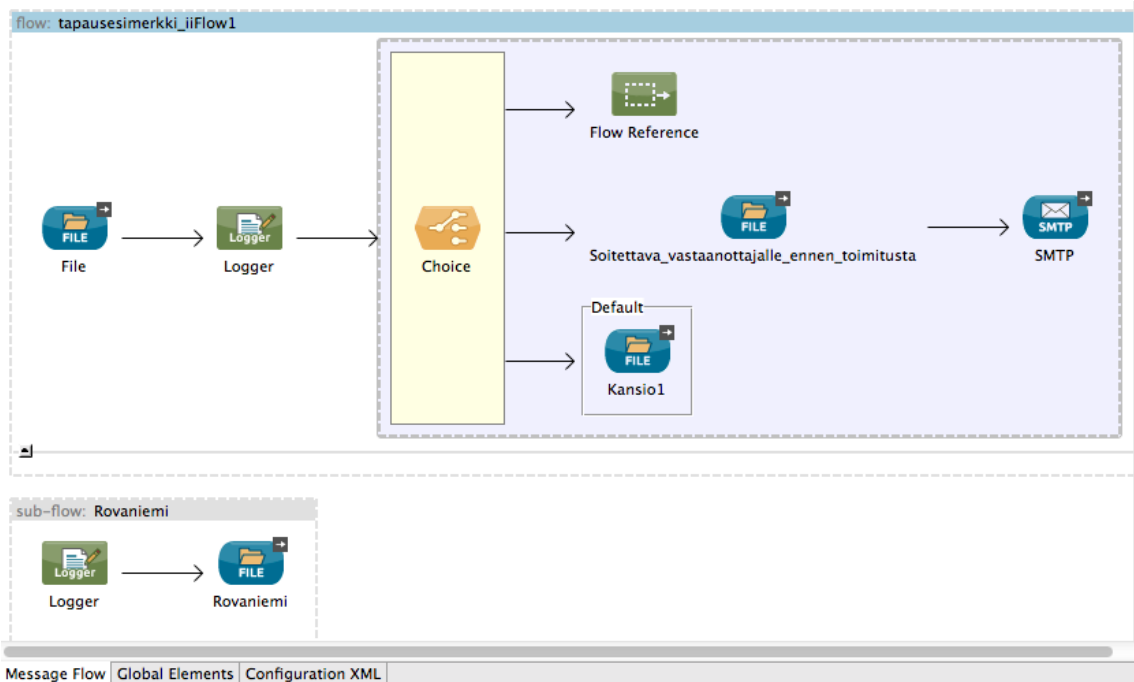 flow: tapausesimerkki_iiFlow1
Flow Reference
FILE
File
Logger
Logger
Choice
FILE
Soitettava_vastaanottajalle_ennen_toimitusta
SMTP
SMTP
Default
FILE
Kansio1
sub-flow: Rovaniemi
Logger
Logger
FILE
Rovaniemi
Message Flow Global Elements Configuration XML